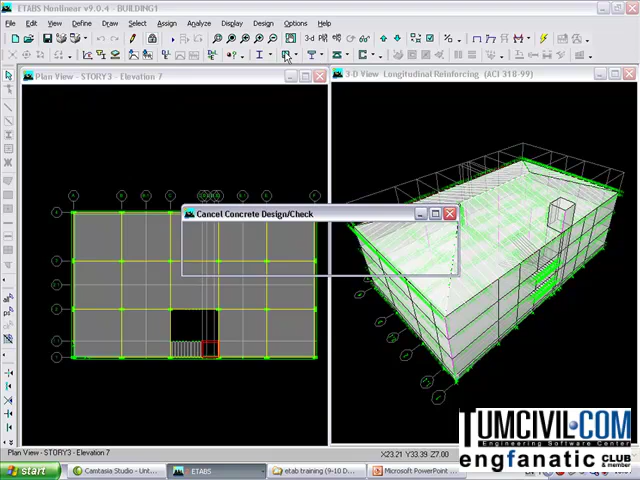 ETABS Nonlinear v9.0.4 - BUILDING1
File Edit View Define Draw Select Assign Analyze Display Design Options Help
3-d
Plan View - STORY3 - Elevation 7
3-D View Longitudinal Reinforcing (ACI 318-99)
Cancel Concrete Design/Check
Plan View - STORY3 - Elevation 7
X23.21 Y33.39 Z7.00
TUMCIVIL.COM
Engineering Software Center
engfanatic CLUB
& member
start
Camtasia Studio - Unt...
ETABS
etab training (9-10 D...
Microsoft PowerPoint ...